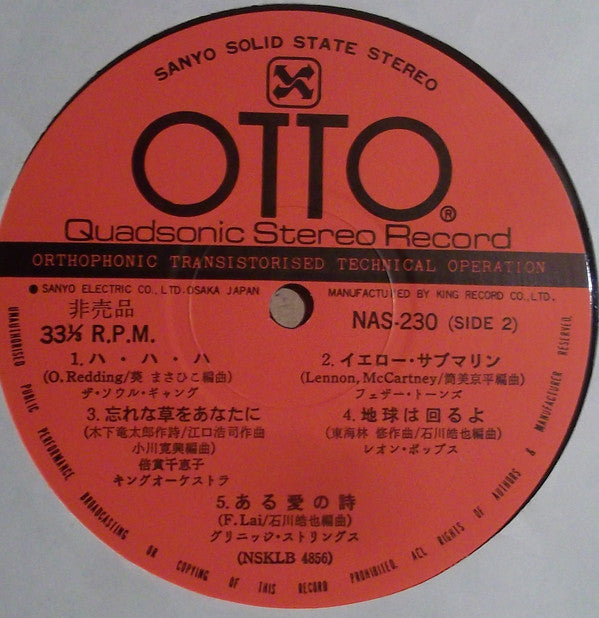 SANYO SOLID STATE STEREO
OTTO®
Quadsonic Stereo Record
ORTHOPHONIC TRANSISTORISED TECHNICAL OPERATION
● SANYO ELECTRIC CO., LTD. OSAKA JAPAN
MANUFACTURED BY KING RECORD CO., LTD.
非売品
33⅓ R.P.M.
NAS-230 (SIDE 2)
1. ハ・ハ・ハ
(O. Redding/葵 まさひこ編曲)
ザ・ソウル・ギャング
2. イエロー・サブマリン
(Lennon, McCartney/筒美京平編曲)
フェザー・トーンズ
3. 忘れな草をあなたに
(木下竜太郎作詩/江口浩司作曲
小川寛興編曲)
倍賞千恵子
キングオーケストラ
4. 地球は回るよ
(東海林 修作曲/石川皓也編曲)
レオン・ポップス
5. ある愛の詩
(F. Lai/石川皓也編曲)
グリニッジ・ストリングス
(NSKLB 4856)
UNAUTHORISED PUBLIC PERFORMANCE BROADCASTING OR COPYING OF THIS RECORD PROHIBITED. ALL RIGHTS OF AUTHORS & MANUFACTURER RESERVED.